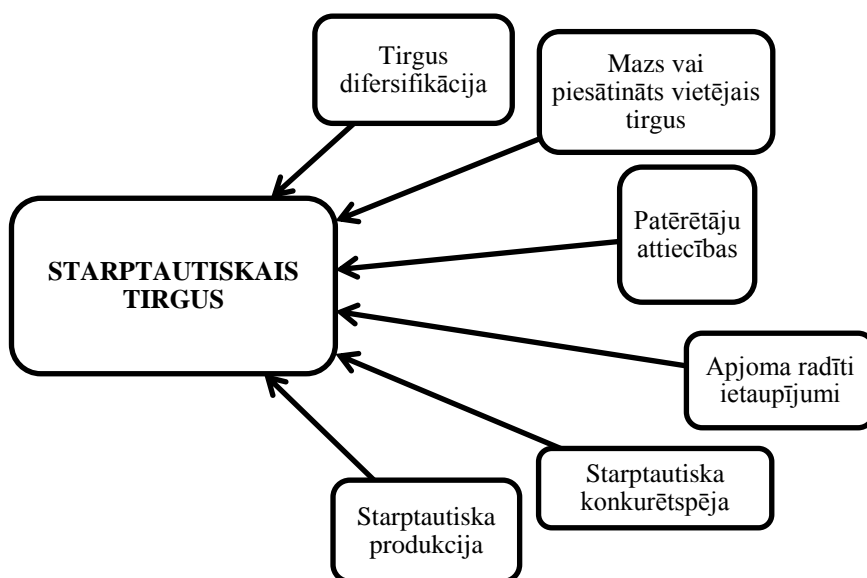 Tirgus
difersifikācija
Mazs vai
piesātināts vietējais
tirgus
Patērētāju
attiecības
STARPTAUTISKAIS
TIRGUS
Apjoma radīti
ietaupījumi
Starptautiska
konkurētspēja
Starptautiska
produkcija